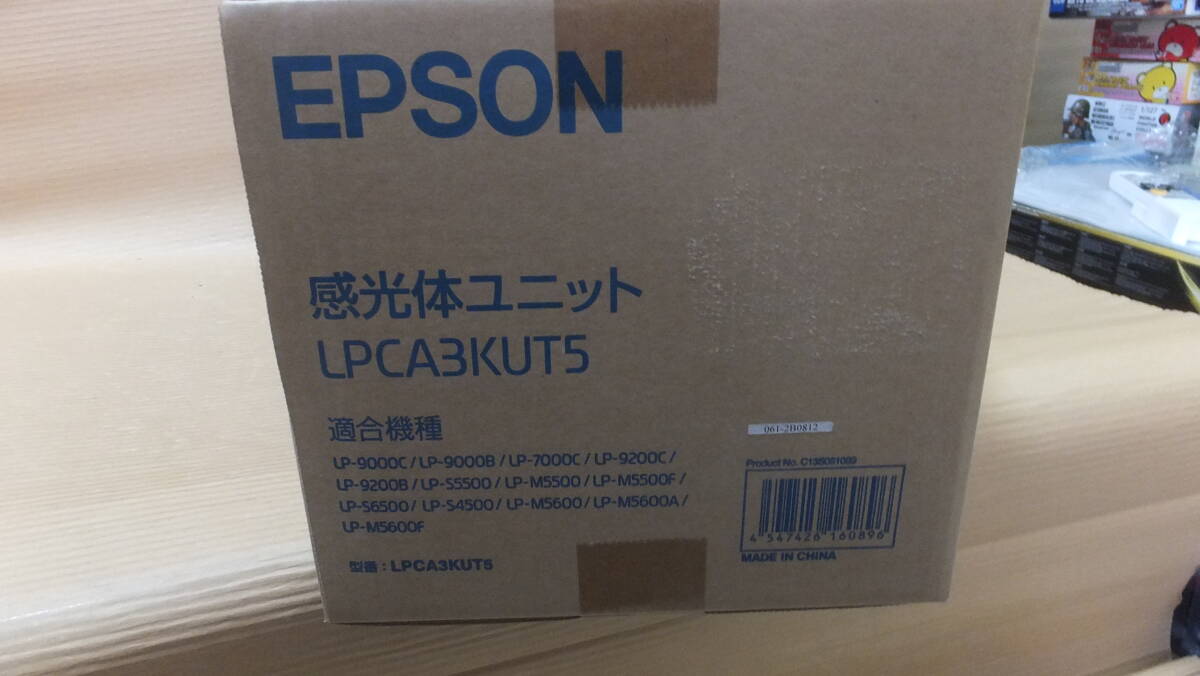 EPSON
感光体ユニット
LPCA3KUT5
適合機種
LP-9000C / LP-9000B / LP-7000C / LP-9200C /
LP-9200B / LP-S5500 / LP-M5500 / LP-M5500F /
LP-S6500 / LP-S4500 / LP-M5600 / LP-M5600A /
LP-M5600F
型番 : LPCA3KUT5
061-2B0812
Product No.
4 547426 160896
MADE IN CHINA